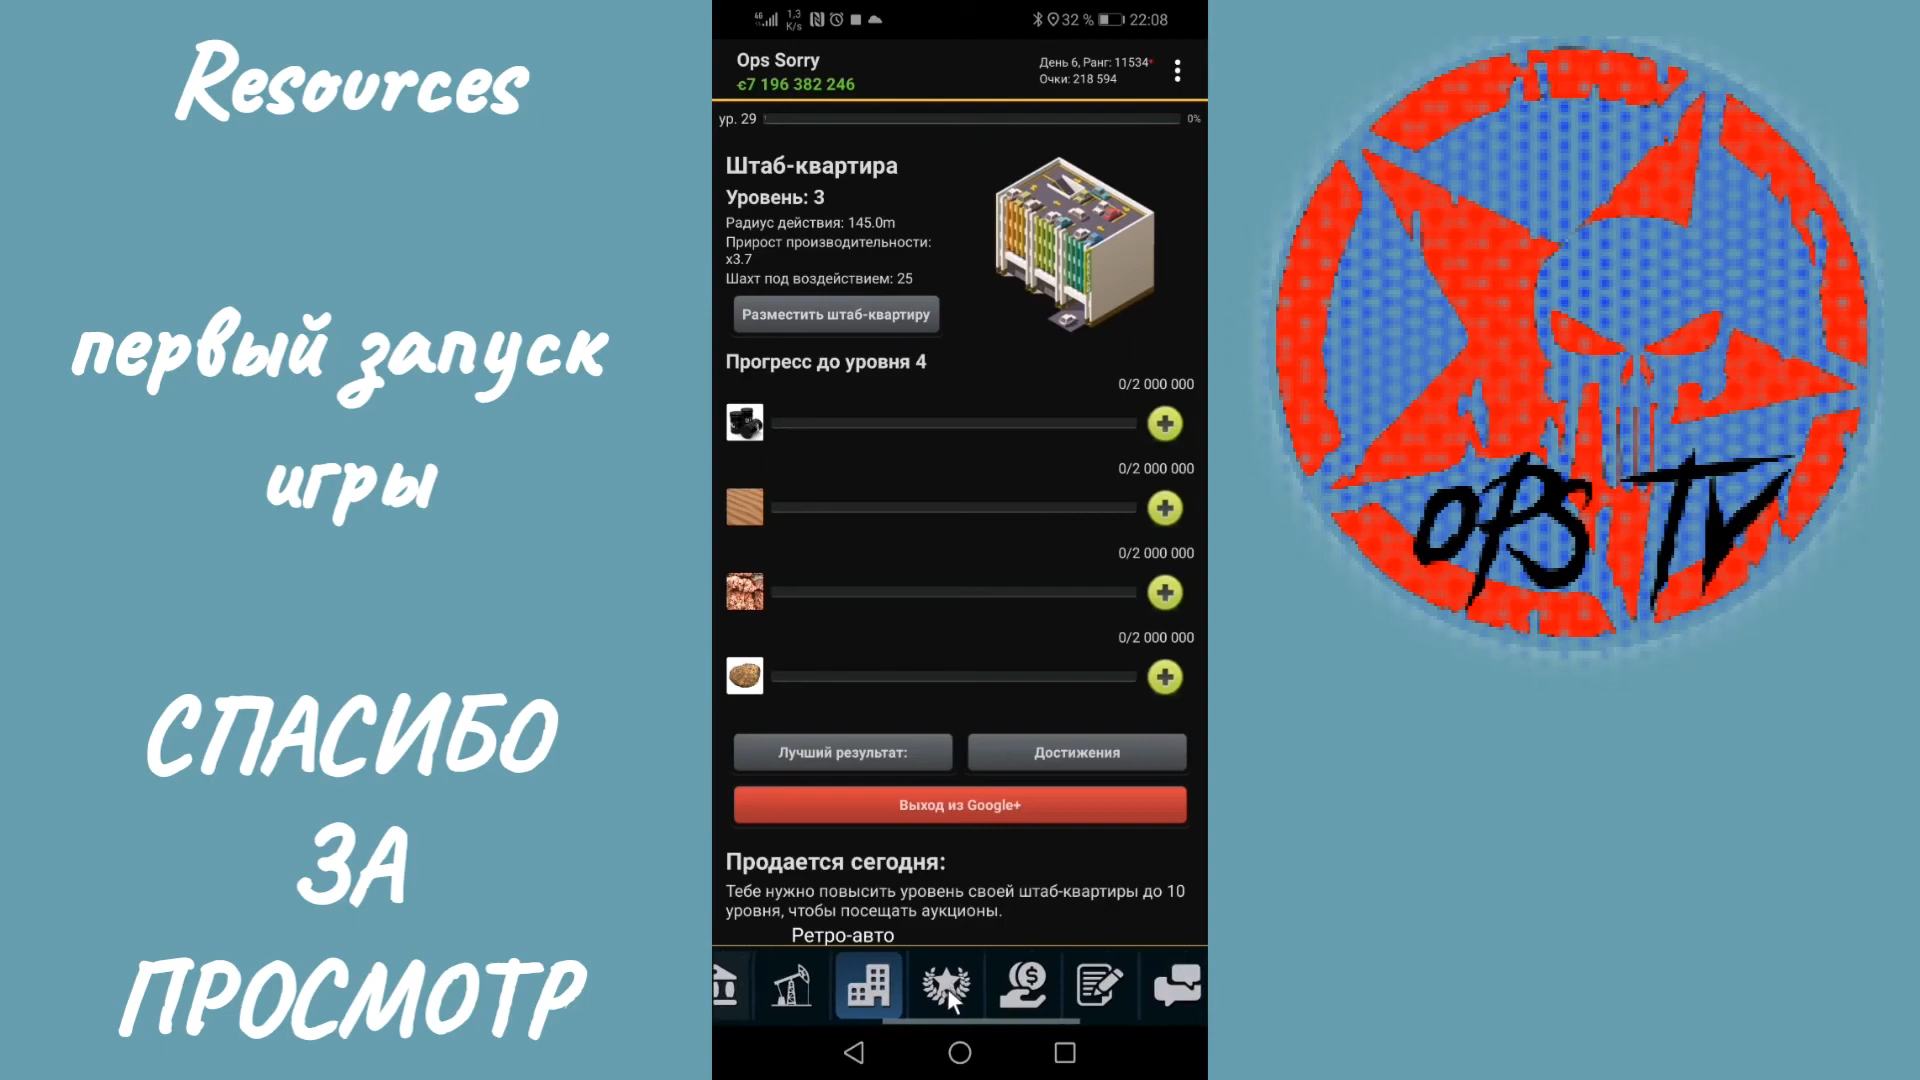 Resources
первый запуск
игры
СПАСИБО
ЗА
ПРОСМОТР
4G 1,3 K/s 32 % 22:08
Ops Sorry
€7 196 382 246
День 6, Ранг: 11534*
Очки: 218 594
ур. 29
0%
Штаб-квартира
Уровень: 3
Радиус действия: 145.0m
Прирост производительности:
x3.7
Шахт под воздействием: 25
Разместить штаб-квартиру
Прогресс до уровня 4
0/2 000 000
0/2 000 000
0/2 000 000
0/2 000 000
Лучший результат:
Достижения
Выход из Google+
Продается сегодня:
Тебе нужно повысить уровень своей штаб-квартиры до 10
уровня, чтобы посещать аукционы.
Ретро-авто
OPS TV